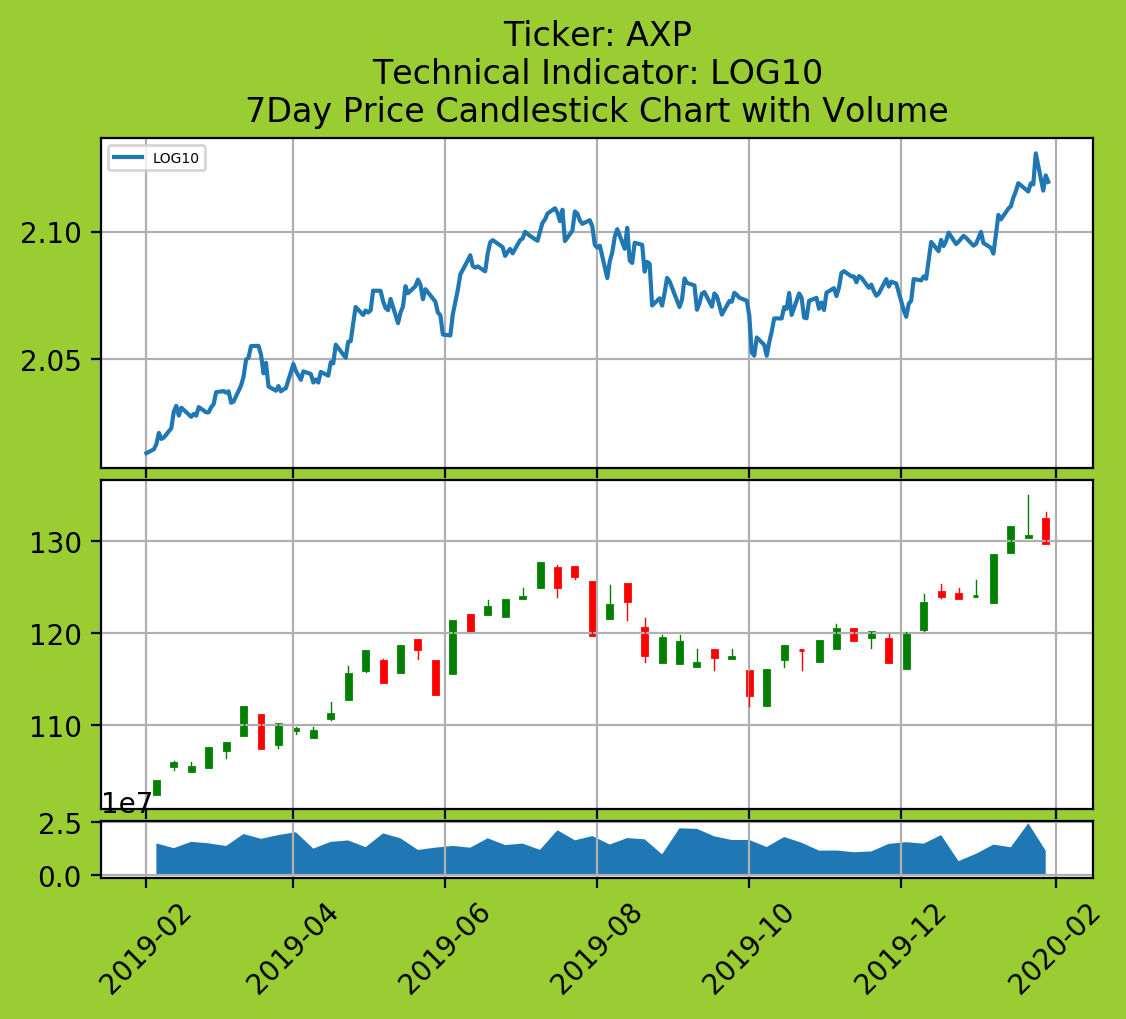 Ticker: AXP
Technical Indicator: LOG10
7Day Price Candlestick Chart with Volume
LOG10
2.10
2.05
130
120
110
1e7
2.5
0.0
2019-02
2019-04
2019-06
2019-08
2019-10
2019-12
2020-02